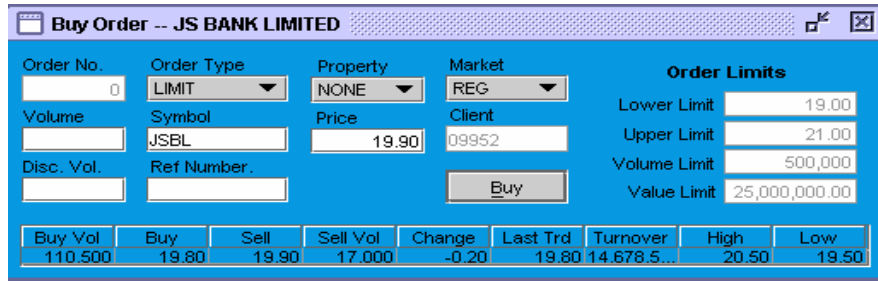 Buy Order -- JS BANK LIMITED
Order No. Order Type Property Market Order Limits
0 LIMIT NONE REG
Lower Limit 19.00
Volume Symbol Price Client
JSBL 19.90 09952
Upper Limit 21.00
Disc. Vol. Ref Number.
Volume Limit 500,000
Buy
Value Limit 25,000,000.00
Buy Vol Buy Sell Sell Vol Change Last Trd Turnover High Low
110.500 19.80 19.90 17.000 -0.20 19.80 14.678.5... 20.50 19.50